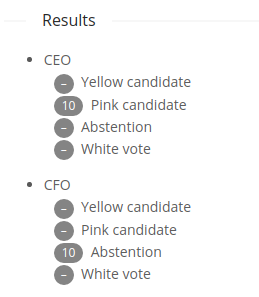 Results
CEO
– Yellow candidate
10 Pink candidate
– Abstention
– White vote
CFO
– Yellow candidate
– Pink candidate
10 Abstention
– White vote